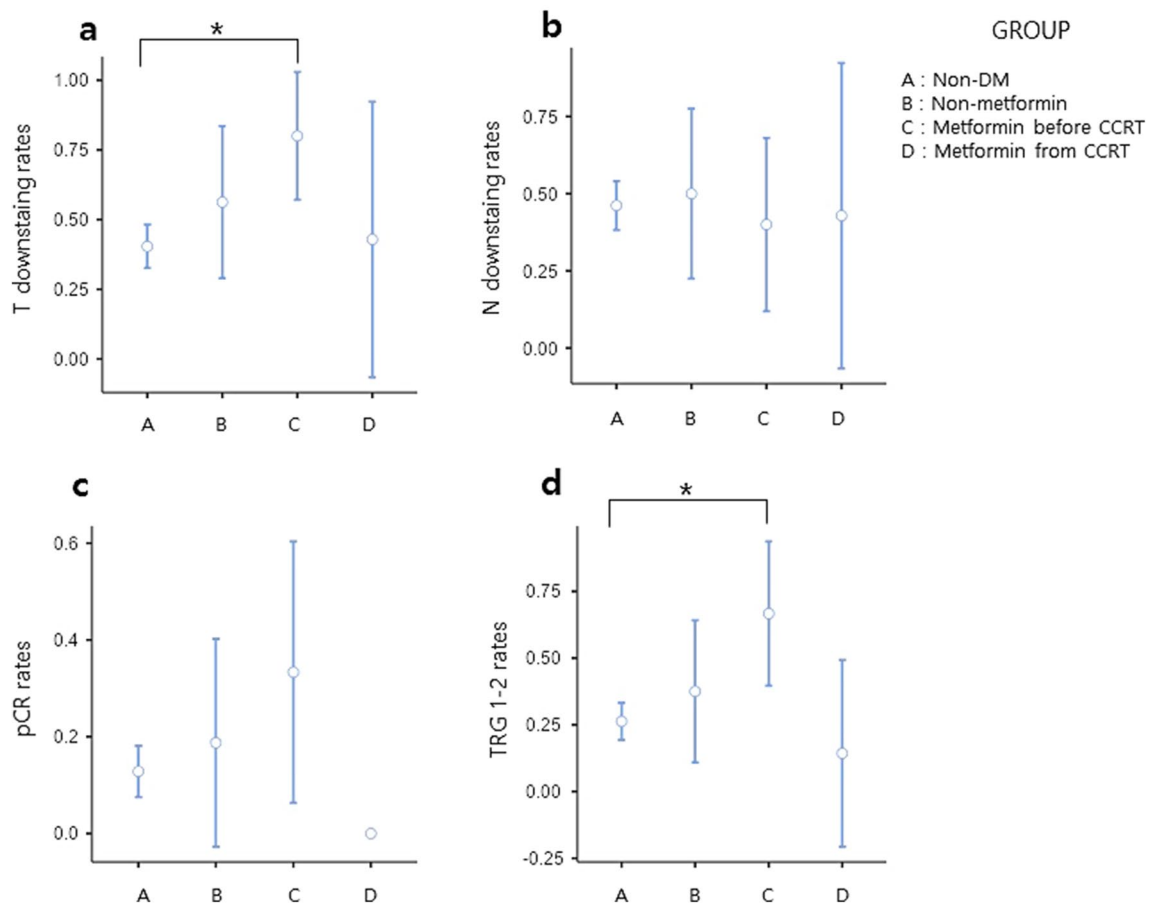 a
*
T downstaing rates
1.00
0.75
0.50
0.25
0.00
A B C D
b
N downstaing rates
0.75
0.50
0.25
0.00
A B C D
GROUP
A : Non-DM
B : Non-metformin
C : Metformin before CCRT
D : Metformin from CCRT
c
pCR rates
0.6
0.4
0.2
0.0
A B C D
d
*
TRG 1-2 rates
0.75
0.50
0.25
0.00
-0.25
A B C D